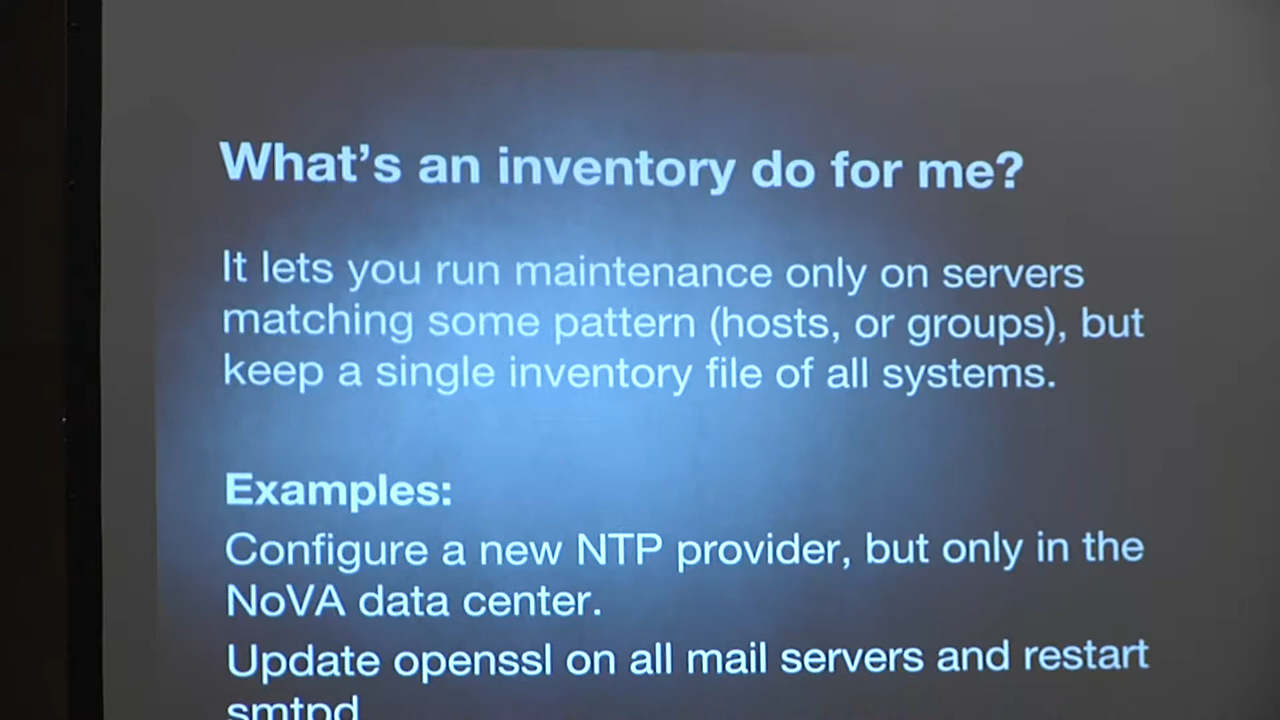 What’s an inventory do for me?
It lets you run maintenance only on servers
matching some pattern (hosts, or groups), but
keep a single inventory file of all systems.
Examples:
Configure a new NTP provider, but only in the
NoVA data center.
Update openssl on all mail servers and restart
smtpd